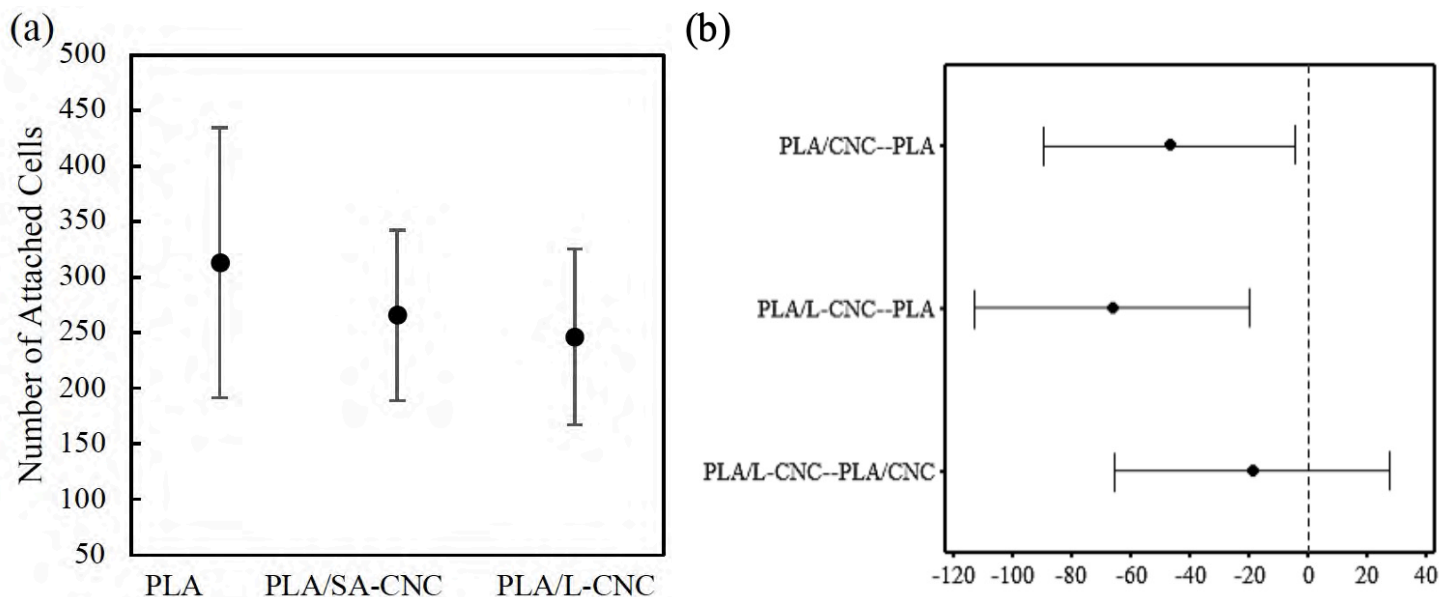 (a)
Number of Attached Cells
500
450
400
350
300
250
200
150
100
50
PLA PLA/SA-CNC PLA/L-CNC
(b)
PLA/CNC--PLA
PLA/L-CNC--PLA
PLA/L-CNC--PLA/CNC
-120 -100 -80 -60 -40 -20 0 20 40